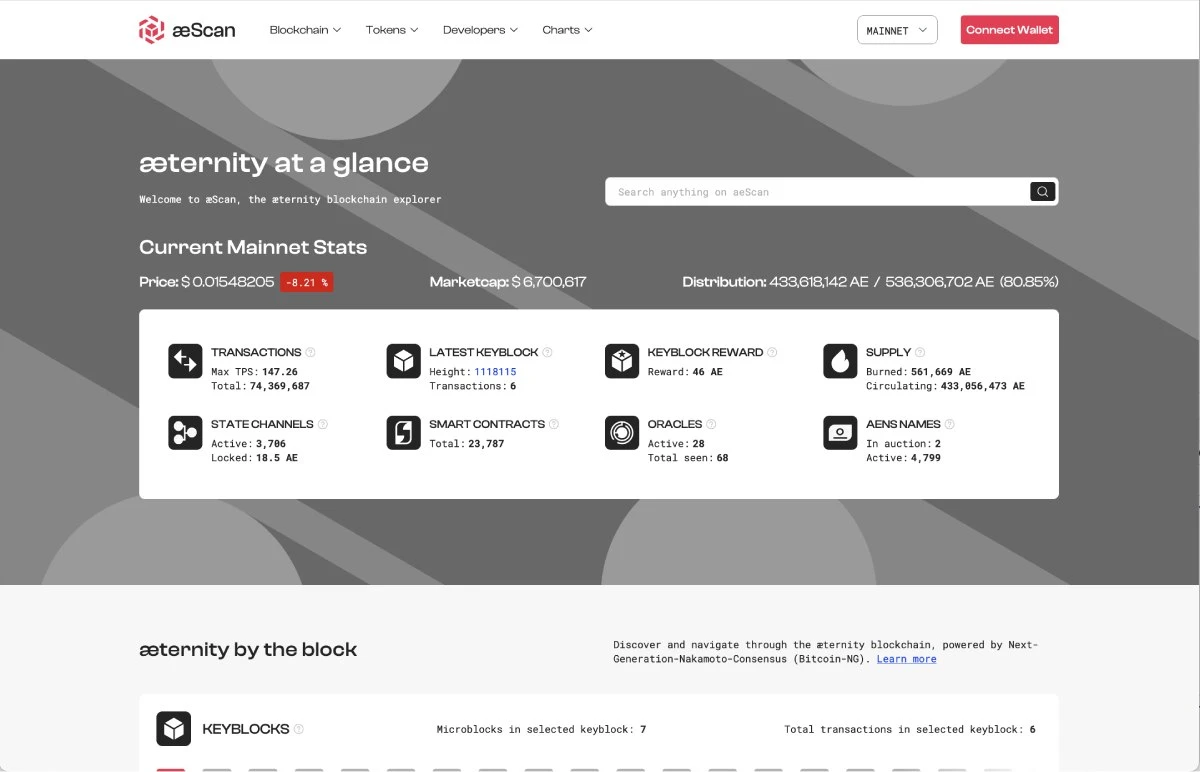 æScan Blockchain Tokens Developers Charts MAINNET Connect Wallet
æternity at a glance
Welcome to æScan, the æternity blockchain explorer
Search anything on aeScan
Current Mainnet Stats
Price: $ 0.01548205 -8.21 % Marketcap: $ 6,700,617 Distribution: 433,618,142 AE / 536,306,702 AE (80.85%)
TRANSACTIONS
Max TPS: 147.26
Total: 74,369,687
LATEST KEYBLOCK
Height: 1118115
Transactions: 6
KEYBLOCK REWARD
Reward: 46 AE
SUPPLY
Burned: 561,669 AE
Circulating: 433,056,473 AE
STATE CHANNELS
Active: 3,706
Locked: 18.5 AE
SMART CONTRACTS
Total: 23,787
ORACLES
Active: 28
Total seen: 68
AENS NAMES
In auction: 2
Active: 4,799
æternity by the block
Discover and navigate through the æternity blockchain, powered by Next-
Generation-Nakamoto-Consensus (Bitcoin-NG). Learn more
KEYBLOCKS
Microblocks in selected keyblock: 7
Total transactions in selected keyblock: 6